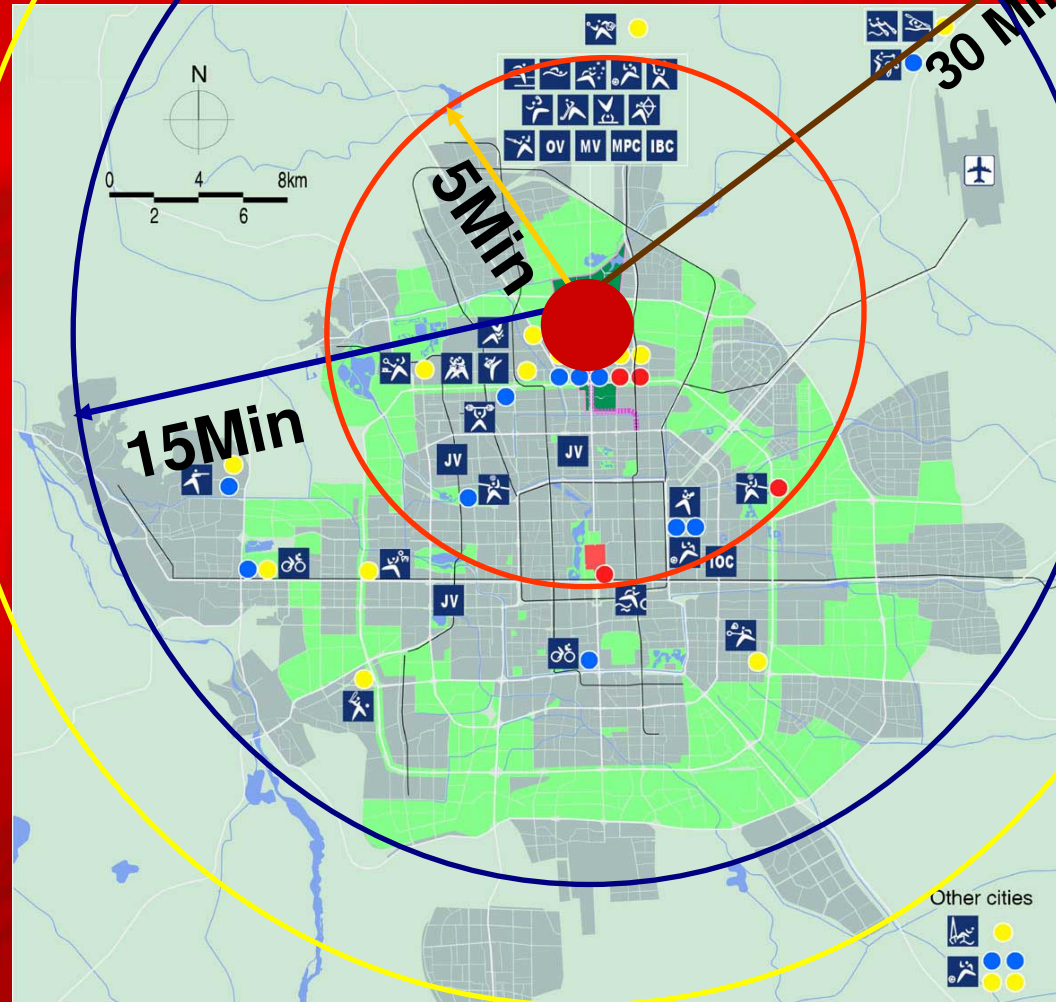 30 Min
N
0 4 8km
2 6
OV MV MPC IBC
5Min
15Min
JV
JV
IOC
JV
Other cities